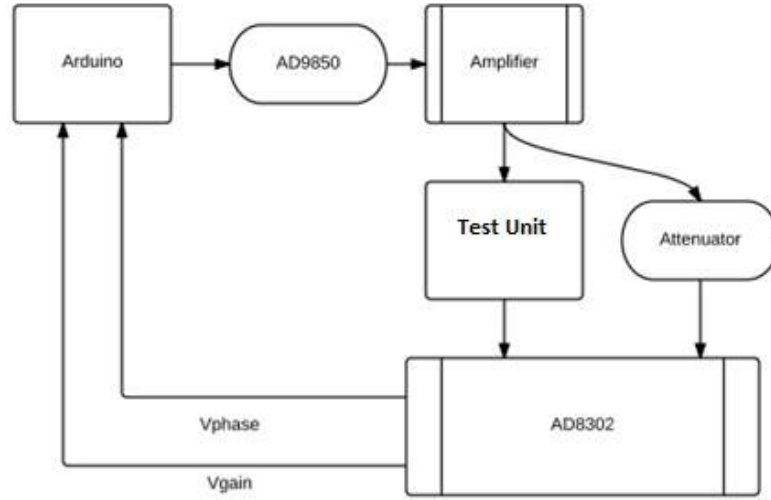 Arduino
AD9850
Amplifier
Test Unit
Attenuator
Vphase
AD8302
Vgain